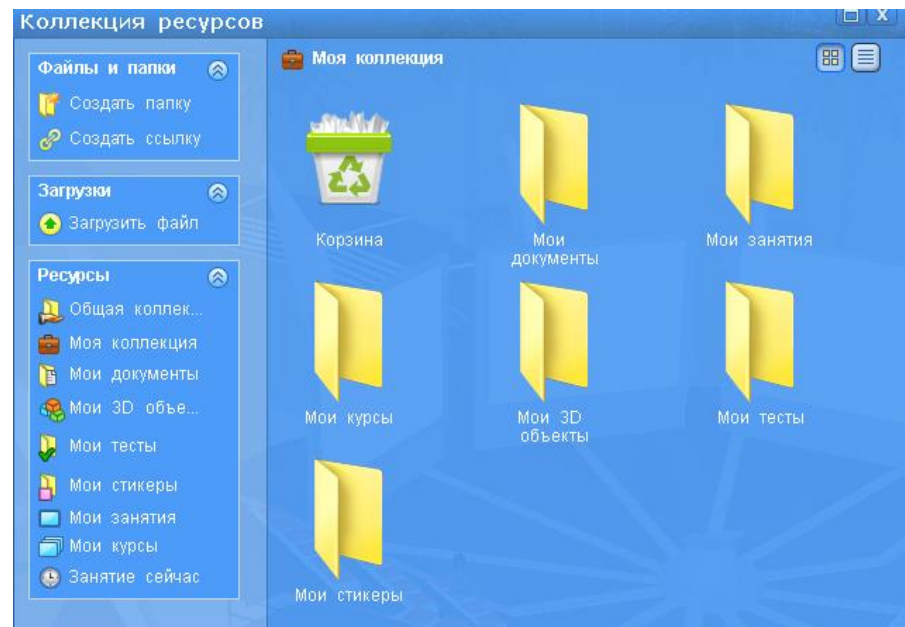 Коллекция ресурсов
X
Файлы и папки
Создать папку
Создать ссылку
Загрузки
Загрузить файл
Ресурсы
Общая коллек...
Моя коллекция
Мои документы
Мои 3D объе...
Мои тесты
Мои стикеры
Мои занятия
Мои курсы
Занятие сейчас
Моя коллекция
Корзина
Мои
документы
Мои занятия
Мои курсы
Мои 3D
объекты
Мои тесты
Мои стикеры